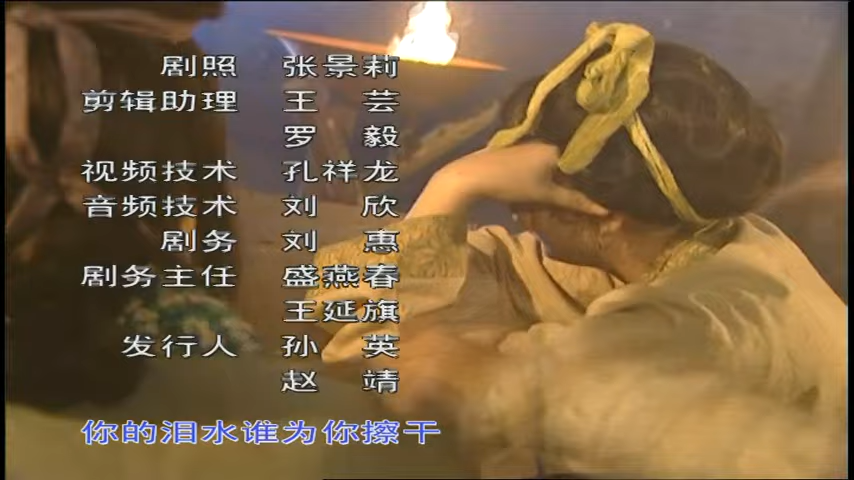 剧照 张景莉
剪辑助理 王芸
罗毅
视频技术 孔祥龙
音频技术 刘欣
剧务 刘惠
剧务主任 盛燕春
王延旗
发行人 孙英
赵靖
你的泪水谁为你擦干